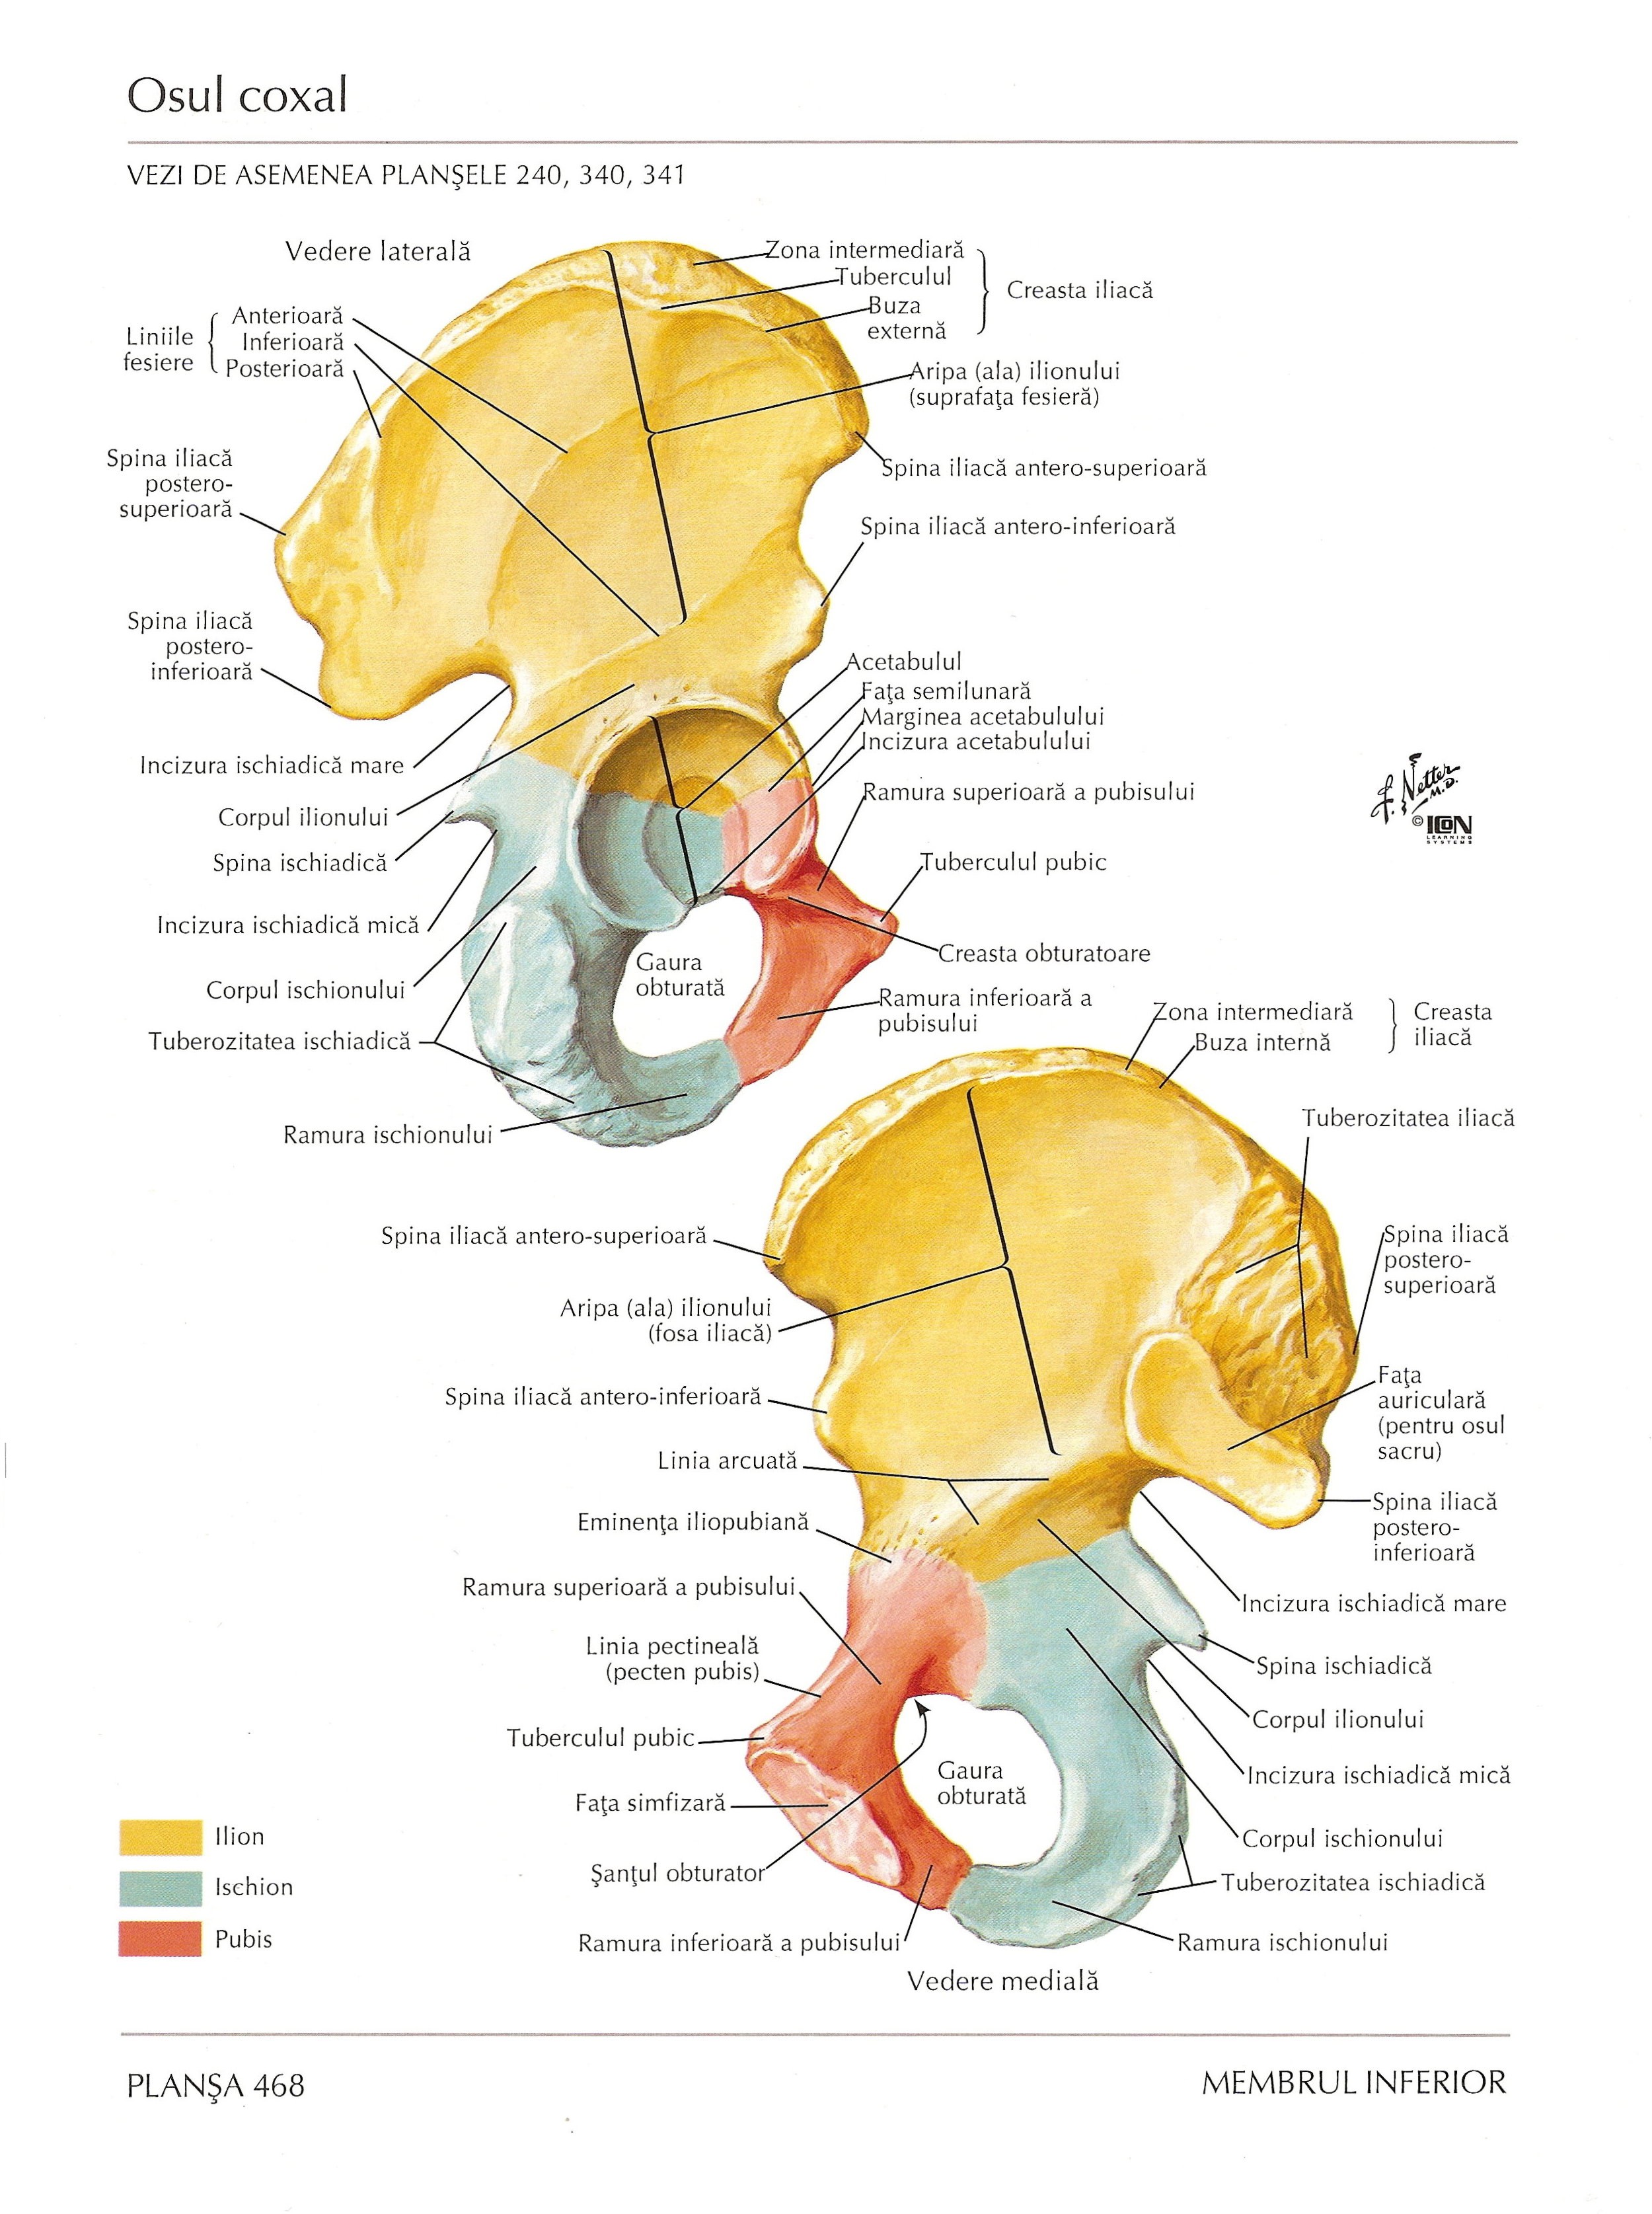 Osul coxal
VEZI DE ASEMENEA PLANŞELE 240, 340, 341
Vedere laterală
Zona intermediară
Tuberculul
Buza
externă
Creasta iliacă
Liniile
fesiere
Anterioară
Inferioară
Posterioară
Aripa (ala) ilionului
(suprafaţa fesieră)
Spina iliacă
postero-
superioară
Spina iliacă antero-superioară
Spina iliacă antero-inferioară
Spina iliacă
postero-
inferioară
Acetabulul
Faţa semilunară
Marginea acetabulului
Incizura acetabulului
Incizura ischiadică mare
Ramura superioară a pubisului
Corpul ilionului
Spina ischiadică
Tuberculul pubic
Incizura ischiadică mică
Creasta obturatoare
Gaura
obturată
Corpul ischionului
Ramura inferioară a
pubisului
Tuberozitatea ischiadică
Ramura ischionului
F. Netter
M.D.
© ICON
LEARNING
SYSTEMS
Zona intermediară
Buza internă
Creasta
iliacă
Tuberozitatea iliacă
Spina iliacă antero-superioară
Spina iliacă
postero-
superioară
Aripa (ala) ilionului
(fosa iliacă)
Spina iliacă antero-inferioară
Faţa
auriculară
(pentru osul
sacru)
Linia arcuată
Spina iliacă
postero-
inferioară
Eminenţa iliopubiană
Ramura superioară a pubisului
Incizura ischiadică mare
Linia pectineală
(pecten pubis)
Spina ischiadică
Corpul ilionului
Tuberculul pubic
Gaura
obturată
Incizura ischiadică mică
Faţa simfizară
Corpul ischionului
Şanţul obturator
Tuberozitatea ischiadică
Ramura inferioară a pubisului
Ramura ischionului
Vedere medială
Ilion
Ischion
Pubis
PLANŞA 468
MEMBRUL INFERIOR